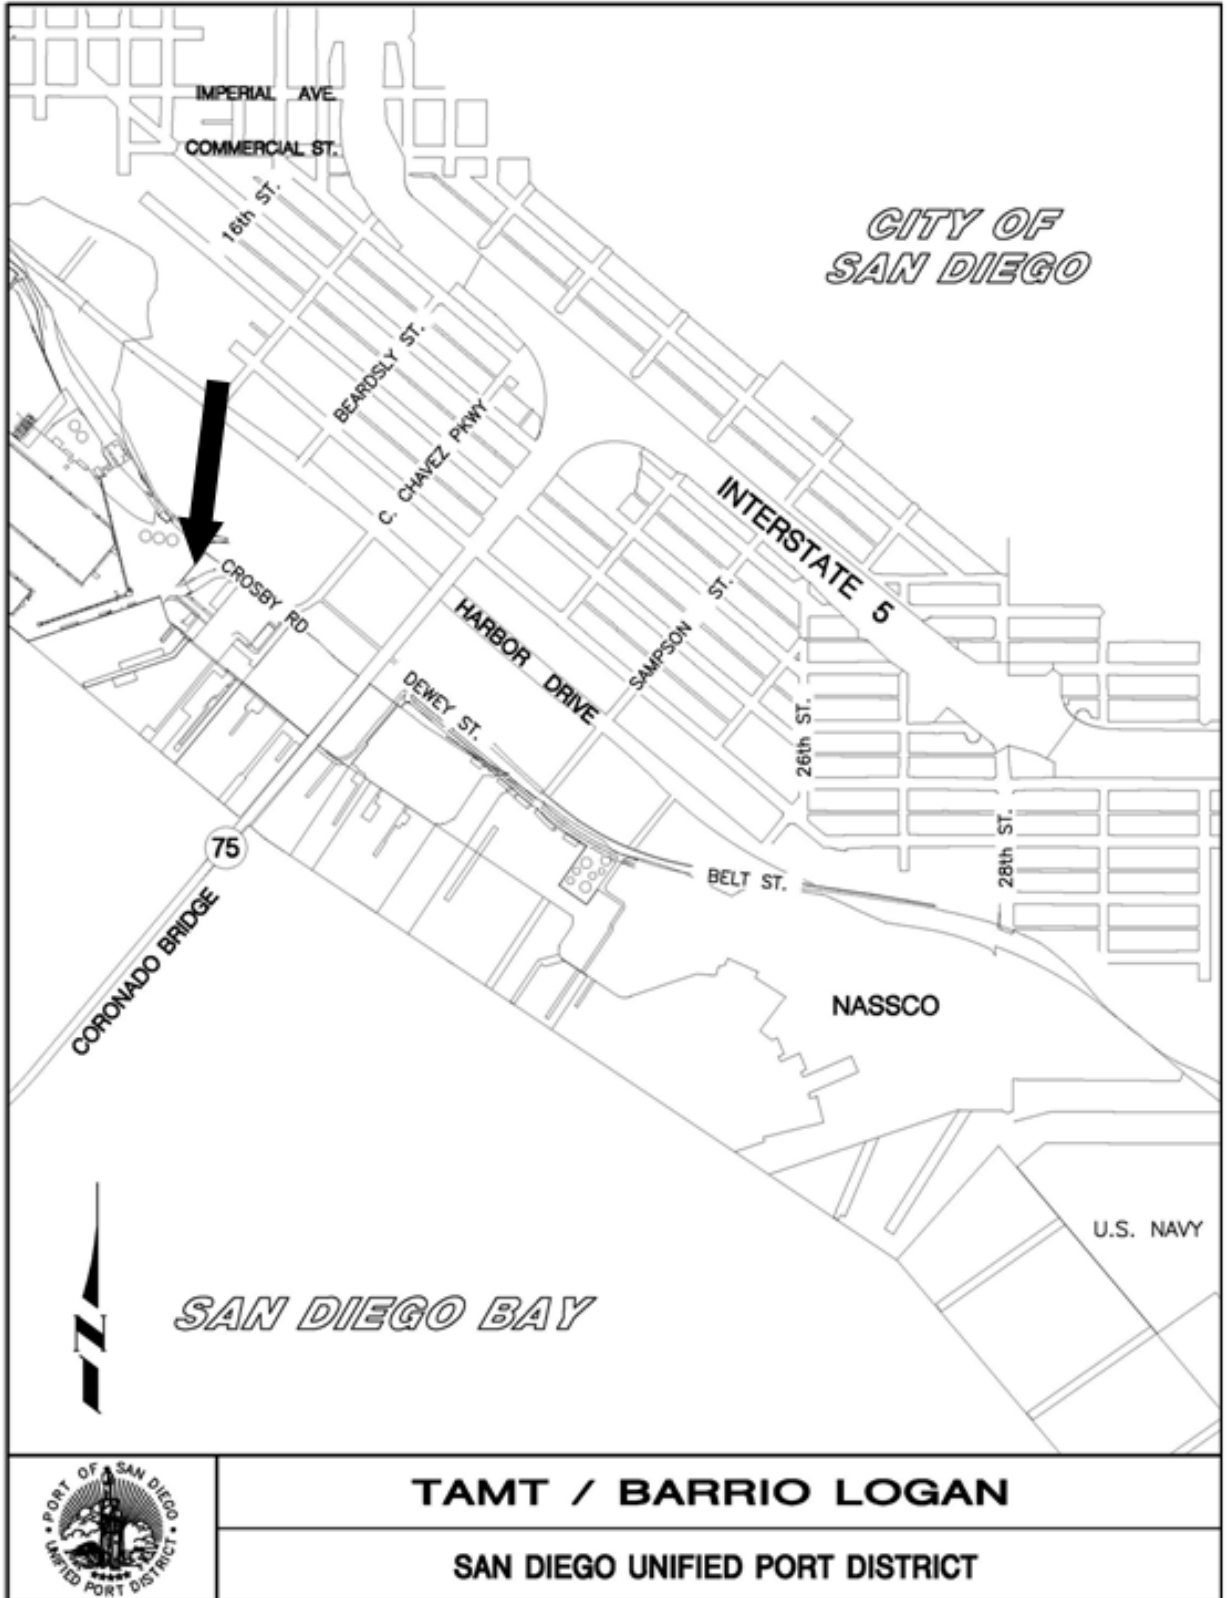 IMPERIAL AVE.
COMMERCIAL ST.
16th ST.
CITY OF
SAN DIEGO
BEARDSLY ST.
C. CHAVEZ PKWY
INTERSTATE 5
CROSBY RD
HARBOR DRIVE
SAMPSON ST.
DEWEY ST.
26th ST.
28th ST.
75
BELT ST.
CORONADO BRIDGE
NASSCO
U.S. NAVY
N
SAN DIEGO BAY
PORT OF SAN DIEGO
UNIFIED PORT DISTRICT
TAMT / BARRIO LOGAN
SAN DIEGO UNIFIED PORT DISTRICT